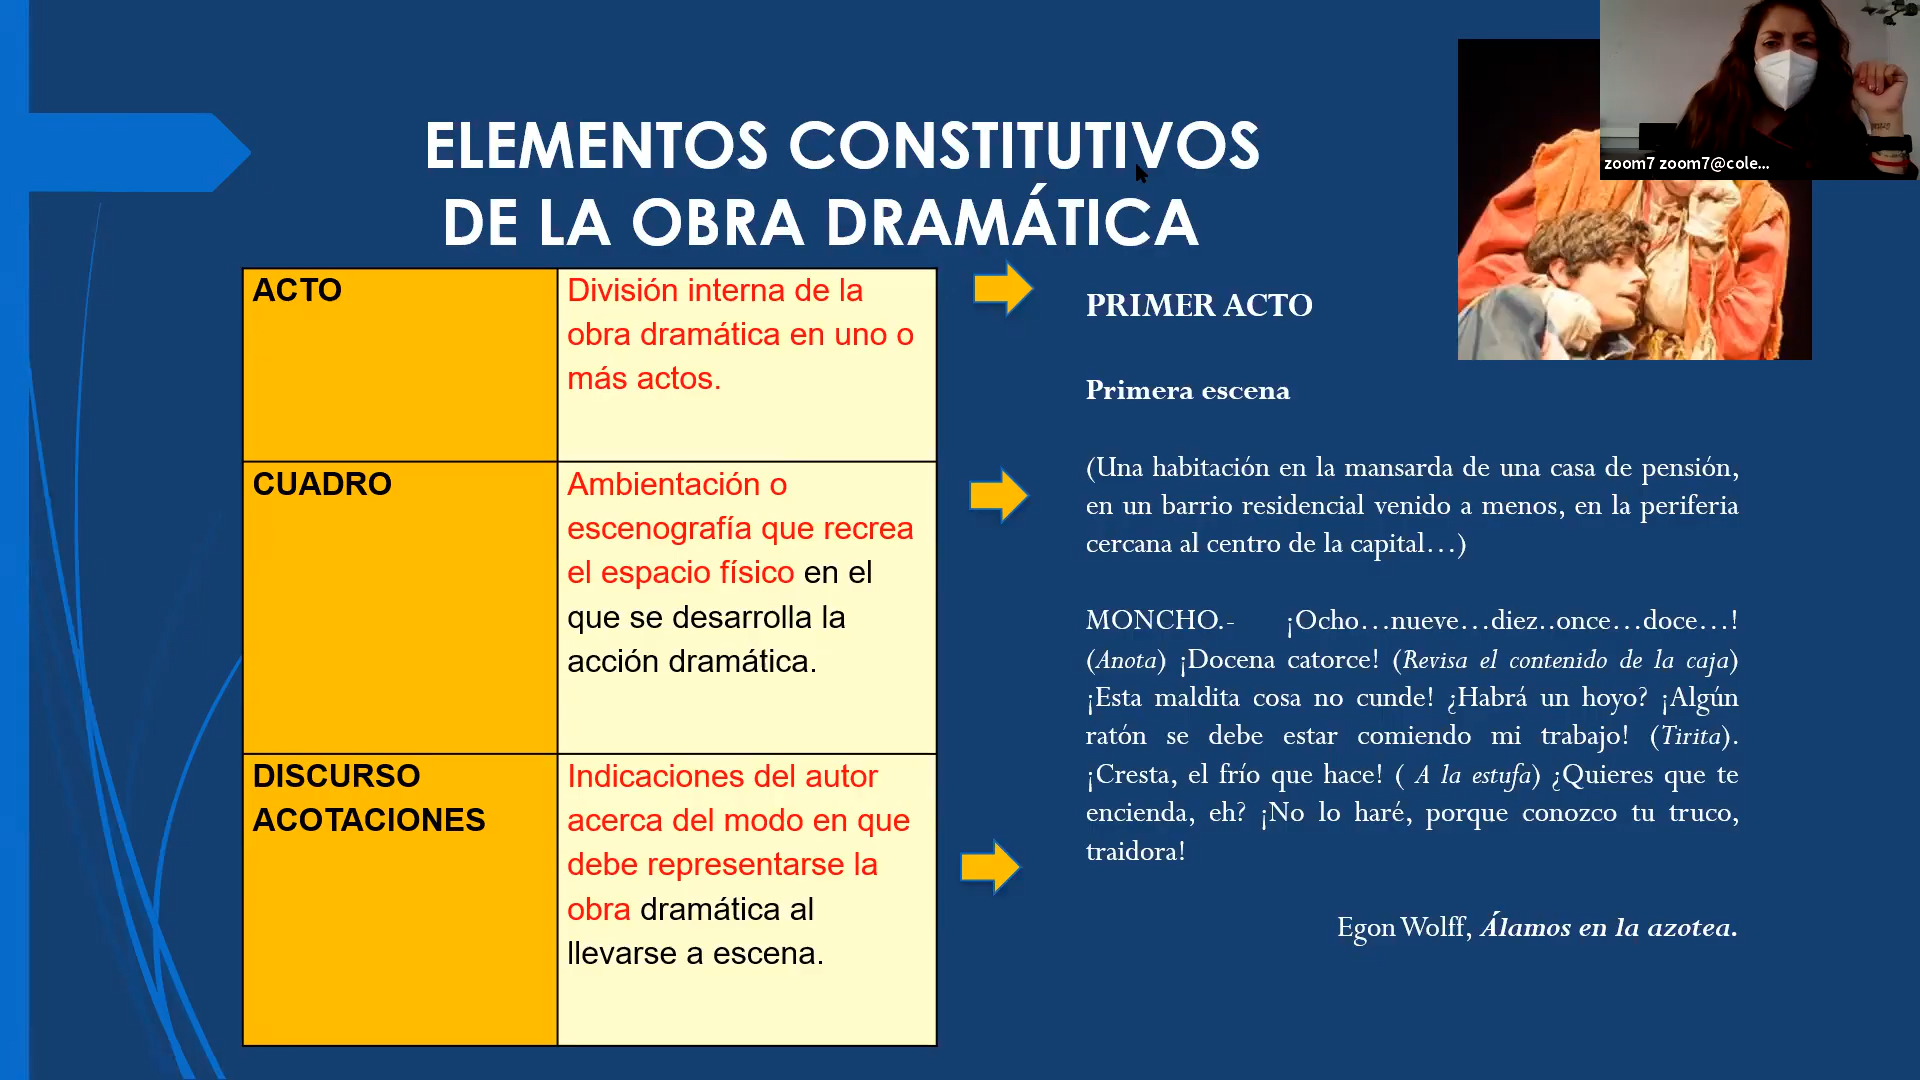 ELEMENTOS CONSTITUTIVOS
DE LA OBRA DRAMÁTICA
zoom7 zoom7@cole...
ACTO
División interna de la
obra dramática en uno o
más actos.
CUADRO
Ambientación o
escenografía que recrea
el espacio físico en el
que se desarrolla la
acción dramática.
DISCURSO
ACOTACIONES
Indicaciones del autor
acerca del modo en que
debe representarse la
obra dramática al
llevarse a escena.
PRIMER ACTO
Primera escena
(Una habitación en la mansarda de una casa de pensión,
en un barrio residencial venido a menos, en la periferia
cercana al centro de la capital…)
MONCHO.- ¡Ocho…nueve…diez..once…doce…!
(Anota) ¡Docena catorce! (Revisa el contenido de la caja)
¡Esta maldita cosa no cunde! ¿Habrá un hoyo? ¡Algún
ratón se debe estar comiendo mi trabajo! (Tirita).
¡Cresta, el frío que hace! ( A la estufa) ¿Quieres que te
encienda, eh? ¡No lo haré, porque conozco tu truco,
traidora!
Egon Wolff, Álamos en la azotea.